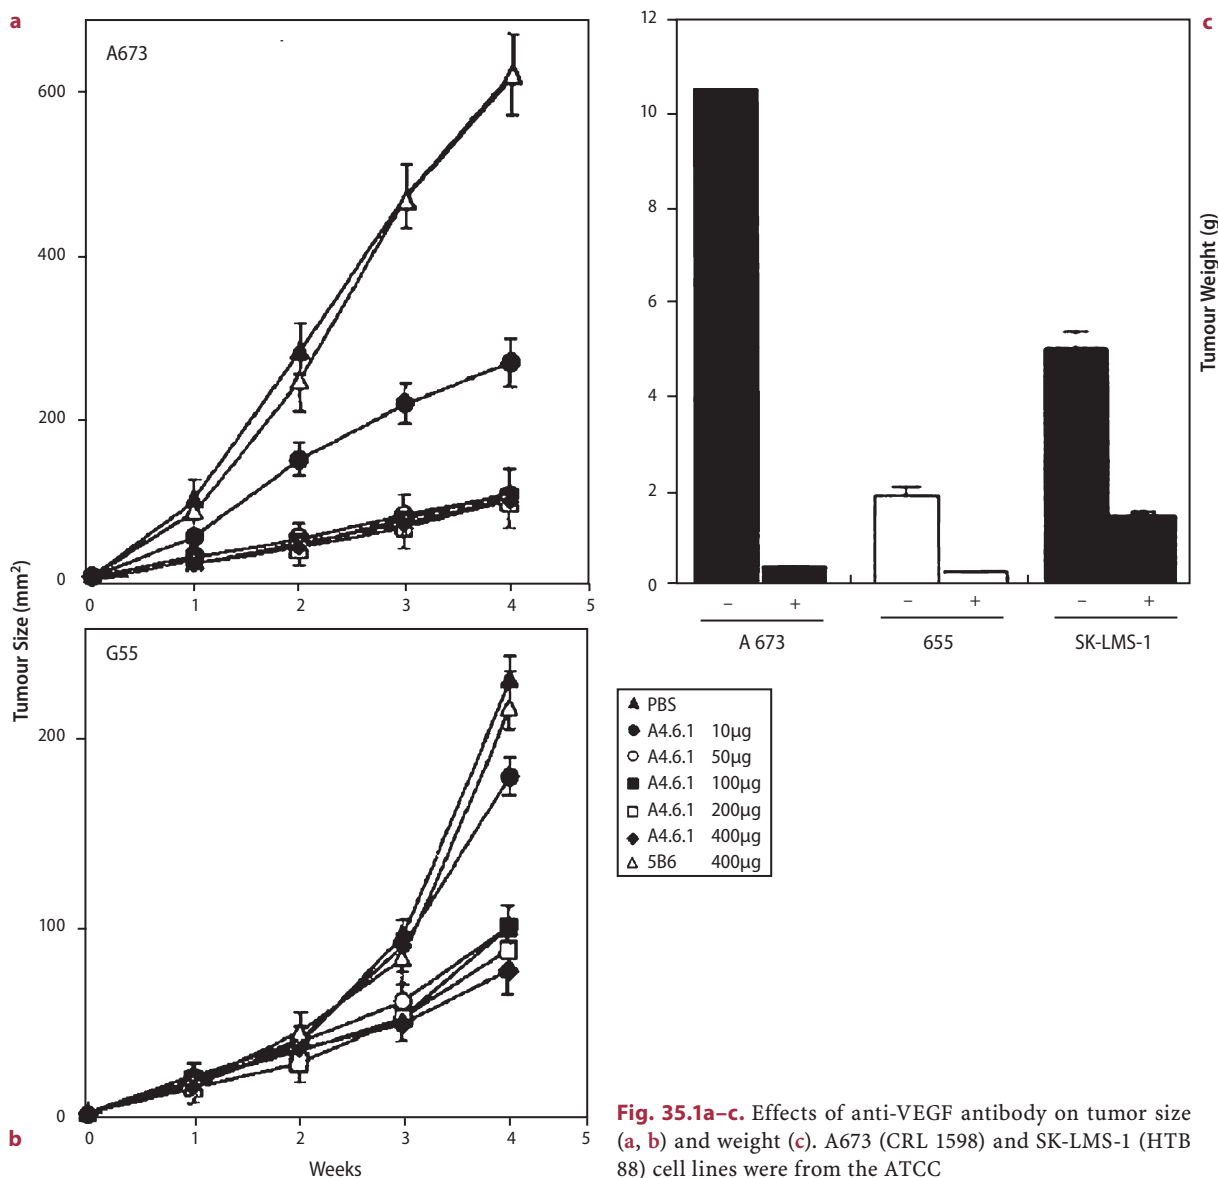 a
A673
600
400
200
0
0 1 2 3 4 5
Tumour Size (mm²)
G55
200
100
0
0 1 2 3 4 5
b
Weeks
c
12
10
8
6
4
2
0
Tumour Weight (g)
– + – + – +
A 673 655 SK-LMS-1
PBS
A4.6.1 10µg
A4.6.1 50µg
A4.6.1 100µg
A4.6.1 200µg
A4.6.1 400µg
5B6 400µg
Fig. 35.1a–c. Effects of anti-VEGF antibody on tumor size
(a, b) and weight (c). A673 (CRL 1598) and SK-LMS-1 (HTB
88) cell lines were from the ATCC